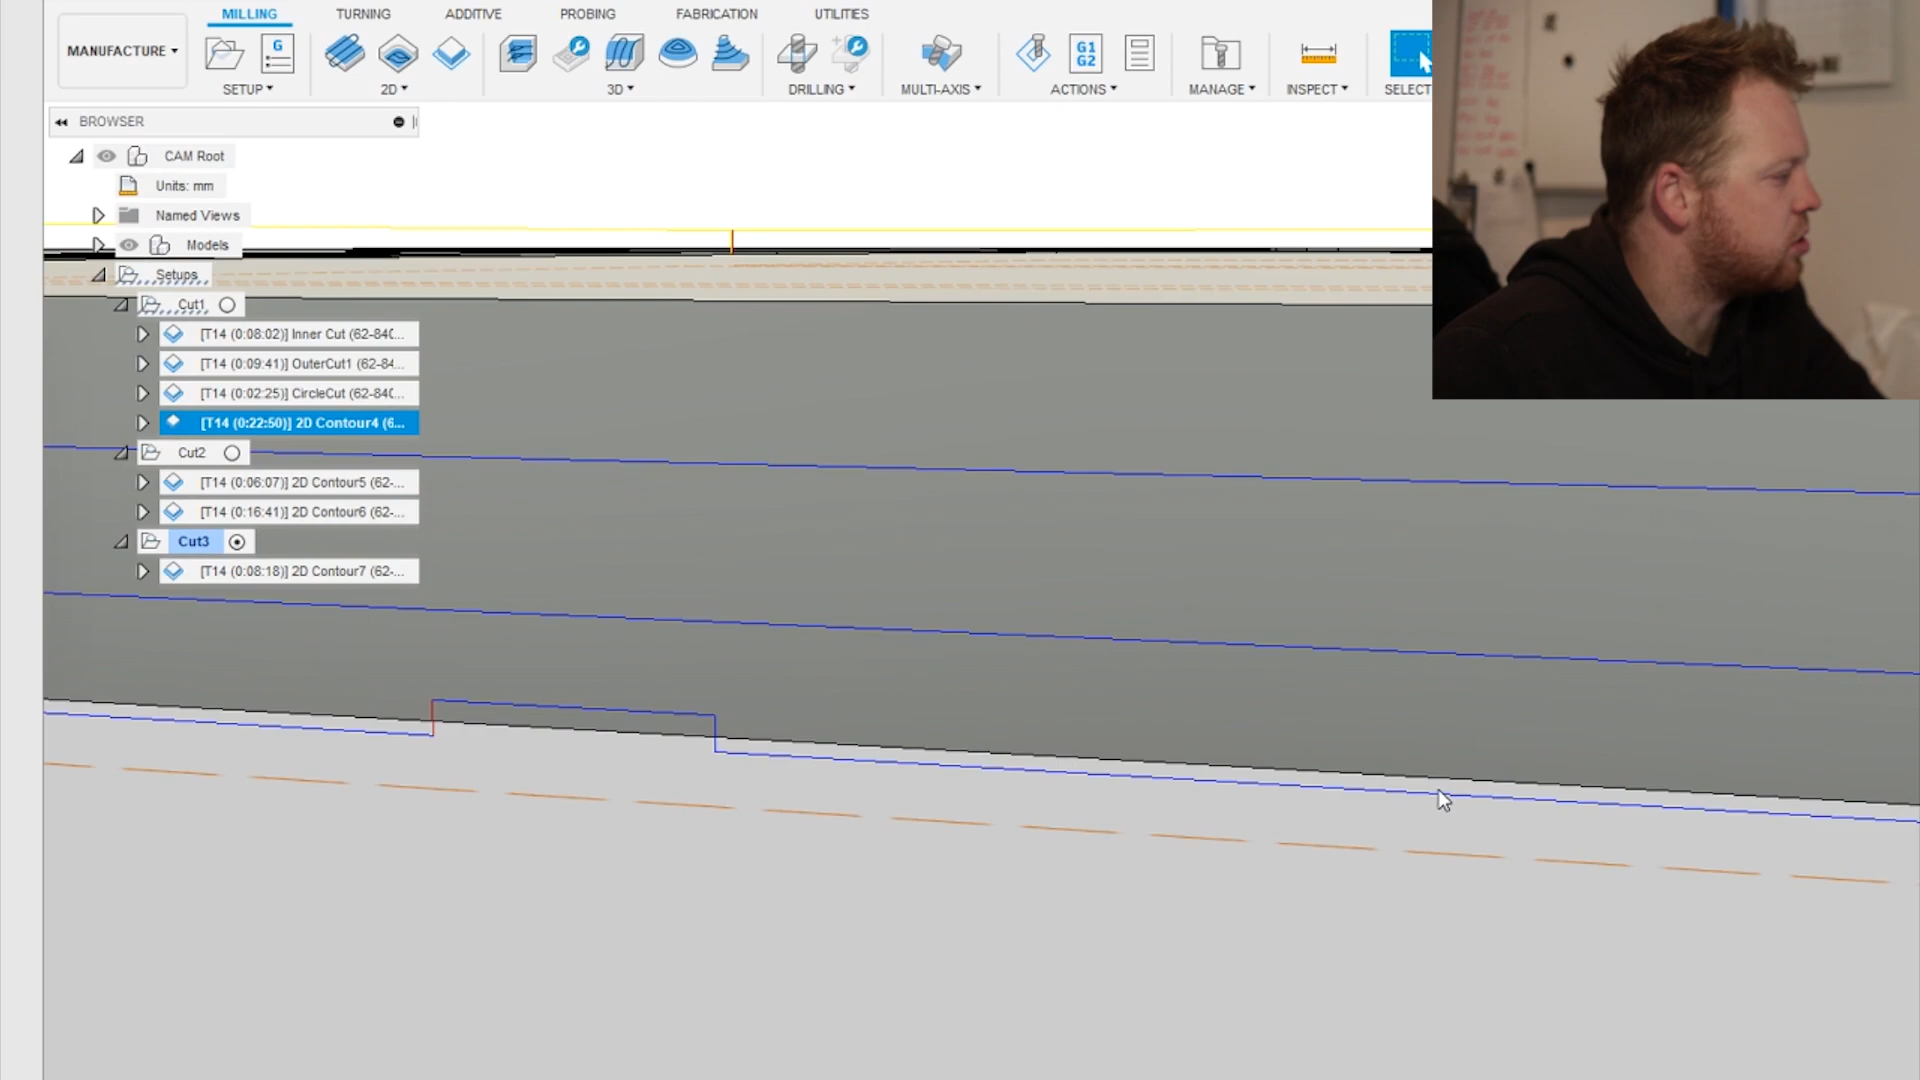 MILLING TURNING ADDITIVE PROBING FABRICATION UTILITIES
MANUFACTURE
G
G1
G2
SETUP 2D 3D DRILLING MULTI-AXIS ACTIONS MANAGE INSPECT SELECT
BROWSER
CAM Root
Units: mm
Named Views
Models
Setups
Cut1
[T14 (0:08:02)] Inner Cut (62-84(...
[T14 (0:09:41)] OuterCut1 (62-84...
[T14 (0:02:25)] CircleCut (62-84(...
[T14 (0:22:50)] 2D Contour4 (6...
Cut2
[T14 (0:06:07)] 2D Contour5 (62-...
[T14 (0:16:41)] 2D Contour6 (62-...
Cut3
[T14 (0:08:18)] 2D Contour7 (62-...